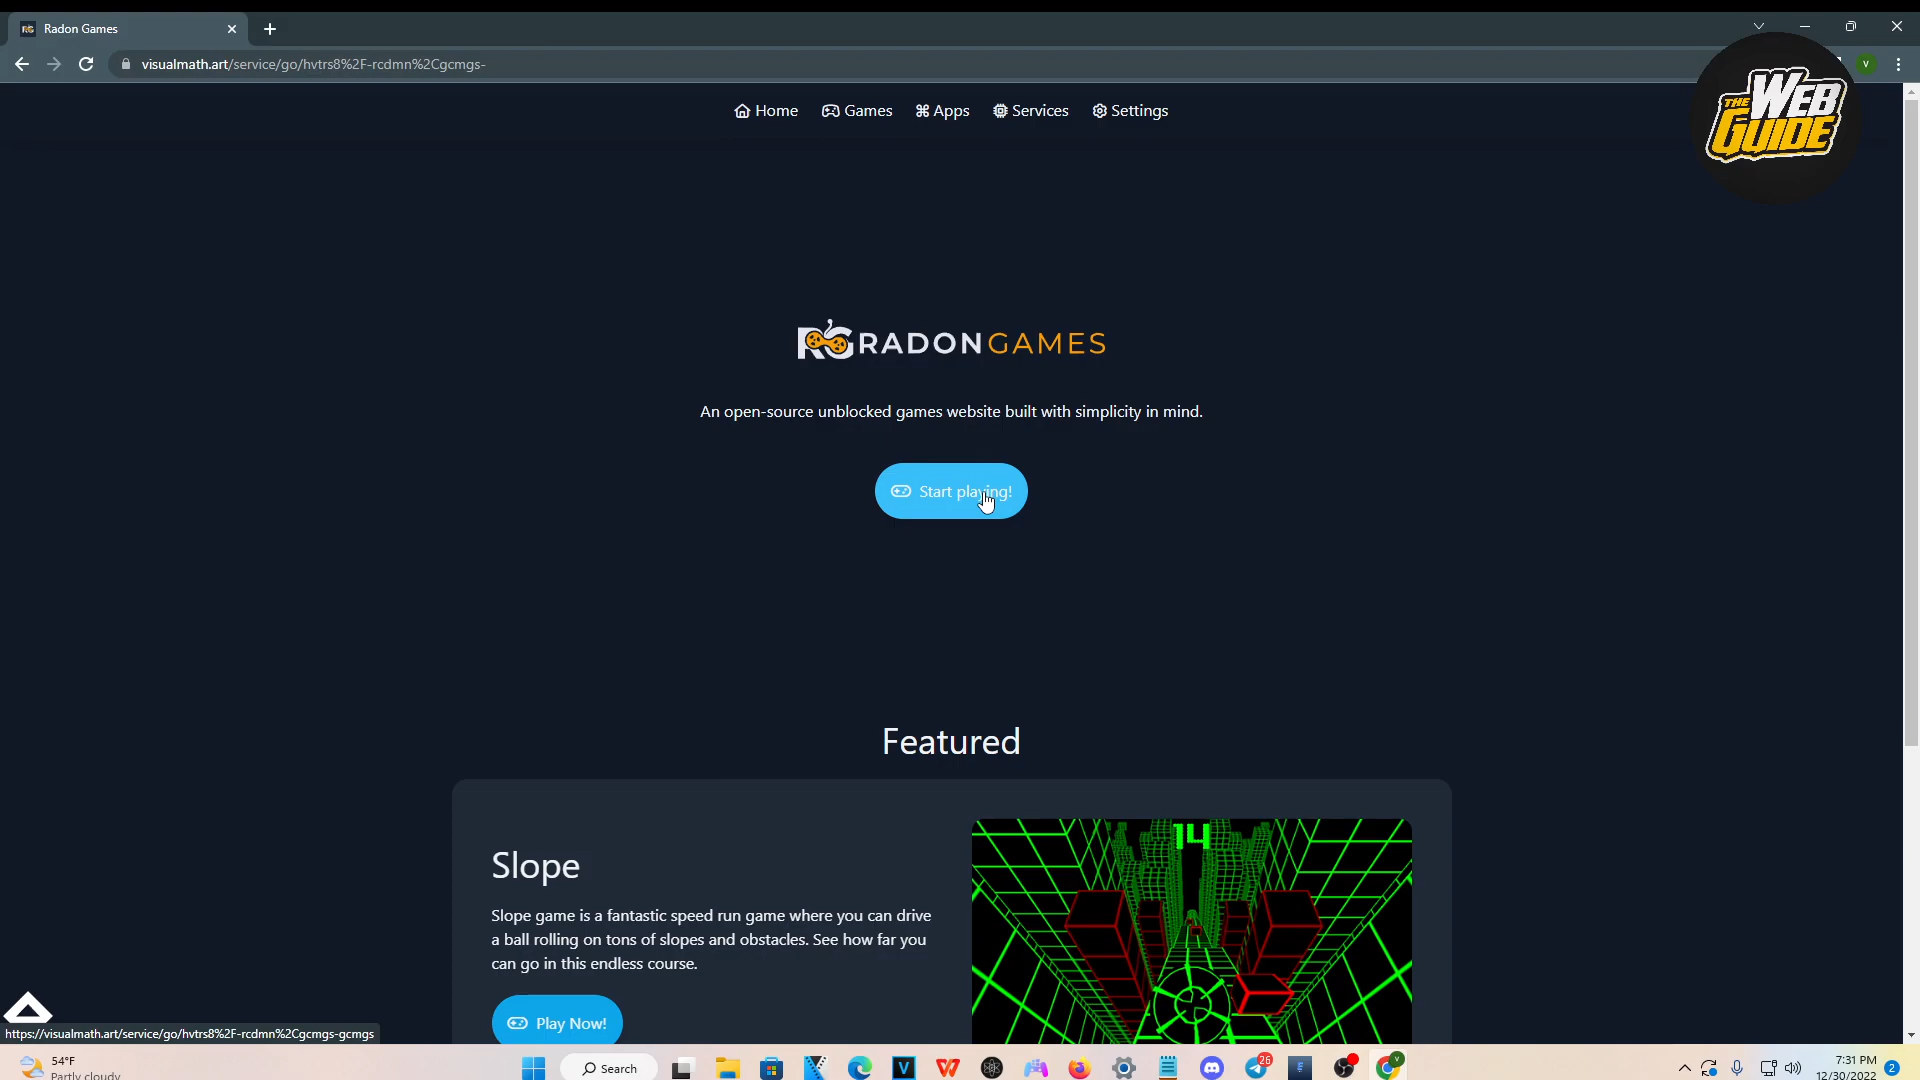 Radon Games
visualmath.art/service/go/hvtrs8%2F-rcdmn%2Cgcmgs-
V
THE WEB GUIDE
Home Games Apps Services Settings
RG RADONGAMES
An open-source unblocked games website built with simplicity in mind.
Start playing!
Featured
14
Slope
Slope game is a fantastic speed run game where you can drive
a ball rolling on tons of slopes and obstacles. See how far you
can go in this endless course.
Play Now!
https://visualmath.art/service/go/hvtrs8%2F-rcdmn%2Cgcmgs-gcmgs
54°F
Partly cloudy
Search
26
7:31 PM
12/30/2022
2